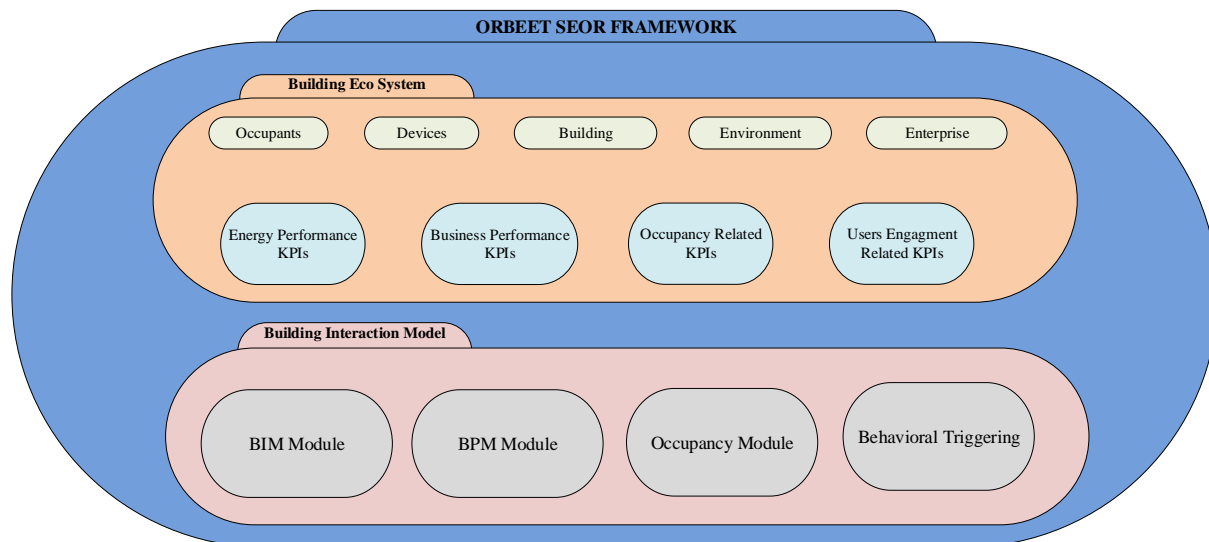 ORBEET SEOR FRAMEWORK
Building Eco System
Occupants
Devices
Building
Environment
Enterprise
Energy Performance
KPIs
Business Performance
KPIs
Occupancy Related
KPIs
Users Engagment
Related KPIs
Building Interaction Model
BIM Module
BPM Module
Occupancy Module
Behavioral Triggering